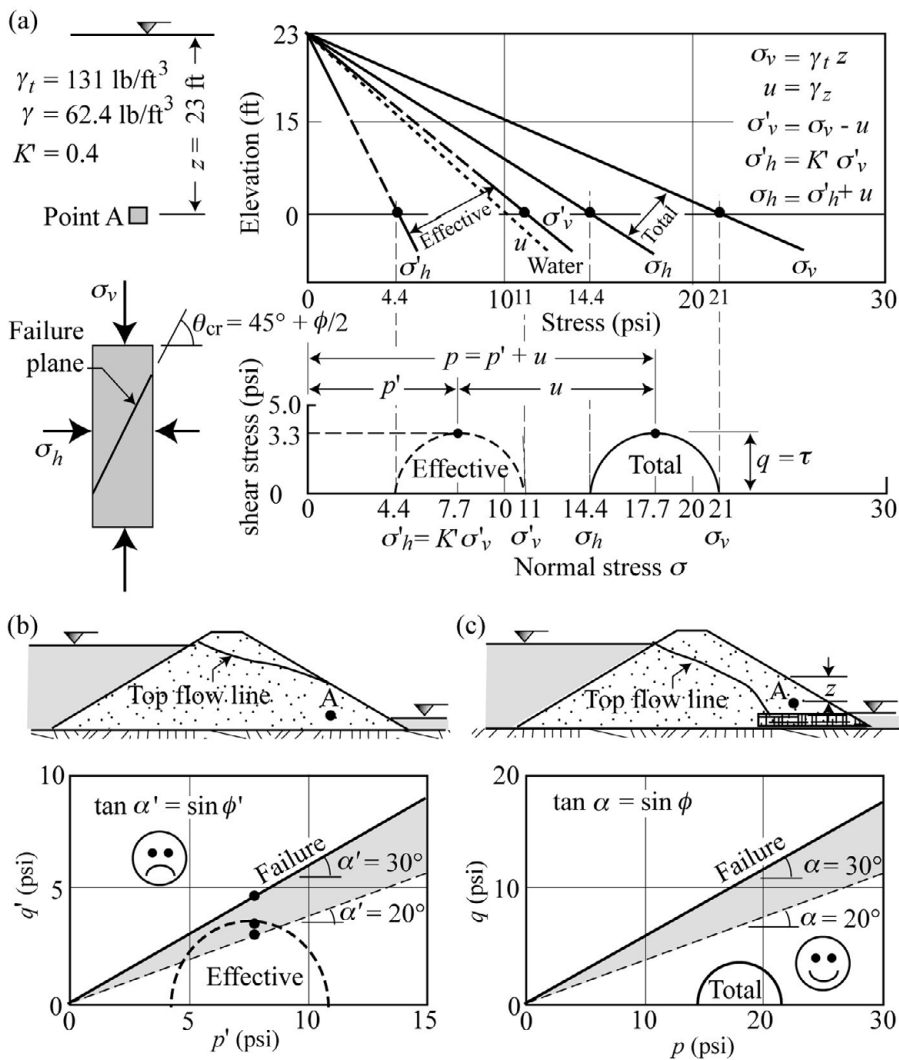 (a)
γt = 131 lb/ft³
γ = 62.4 lb/ft³
K' = 0.4
z = 23 ft
Point A
Elevation (ft)
23
15
0
σv = γt z
u = γz
σ'v = σv - u
σ'h = K' σ'v
σh = σ'h + u
Effective
Total
σ'h
u
Water
σ'v
σh
σv
0
4.4
10
11
14.4
20
21
30
Stress (psi)
σv
θcr = 45° + ϕ/2
Failure
plane
σh
p = p' + u
p'
u
shear stress (psi)
5.0
3.3
0
Effective
Total
q = τ
0
4.4
7.7
10
11
14.4
17.7
20
21
30
σ'h = K'σ'v
σ'v
σh
σv
Normal stress σ
(b)
Top flow line
A
10
5
0
q' (psi)
tan α' = sin ϕ'
Failure
α' = 30°
α' = 20°
Effective
0
5
10
15
p' (psi)
(c)
Top flow line
A
z
20
10
0
q (psi)
tan α = sin ϕ
Failure
α = 30°
α = 20°
Total
0
10
20
30
p (psi)